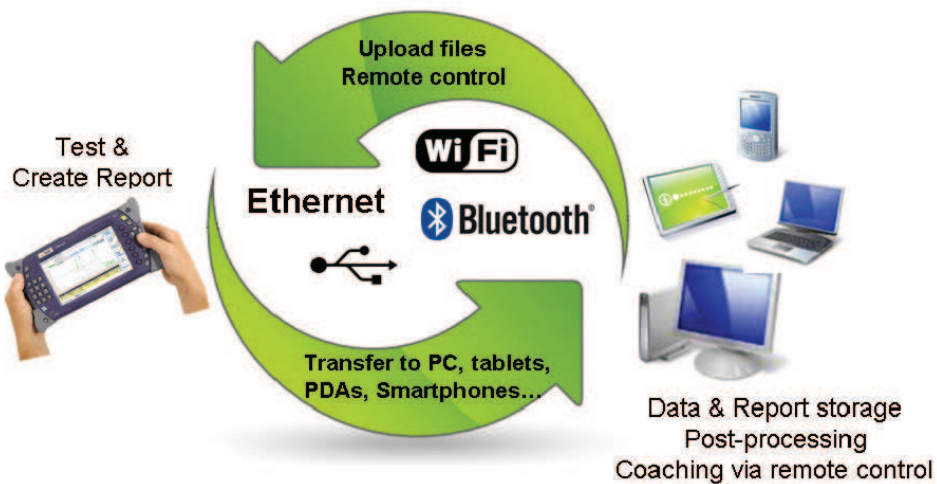 Upload files
Remote control
Test &
Create Report
WiFi
Ethernet
Bluetooth®
Transfer to PC, tablets,
PDAs, Smartphones...
Data & Report storage
Post-processing
Coaching via remote control